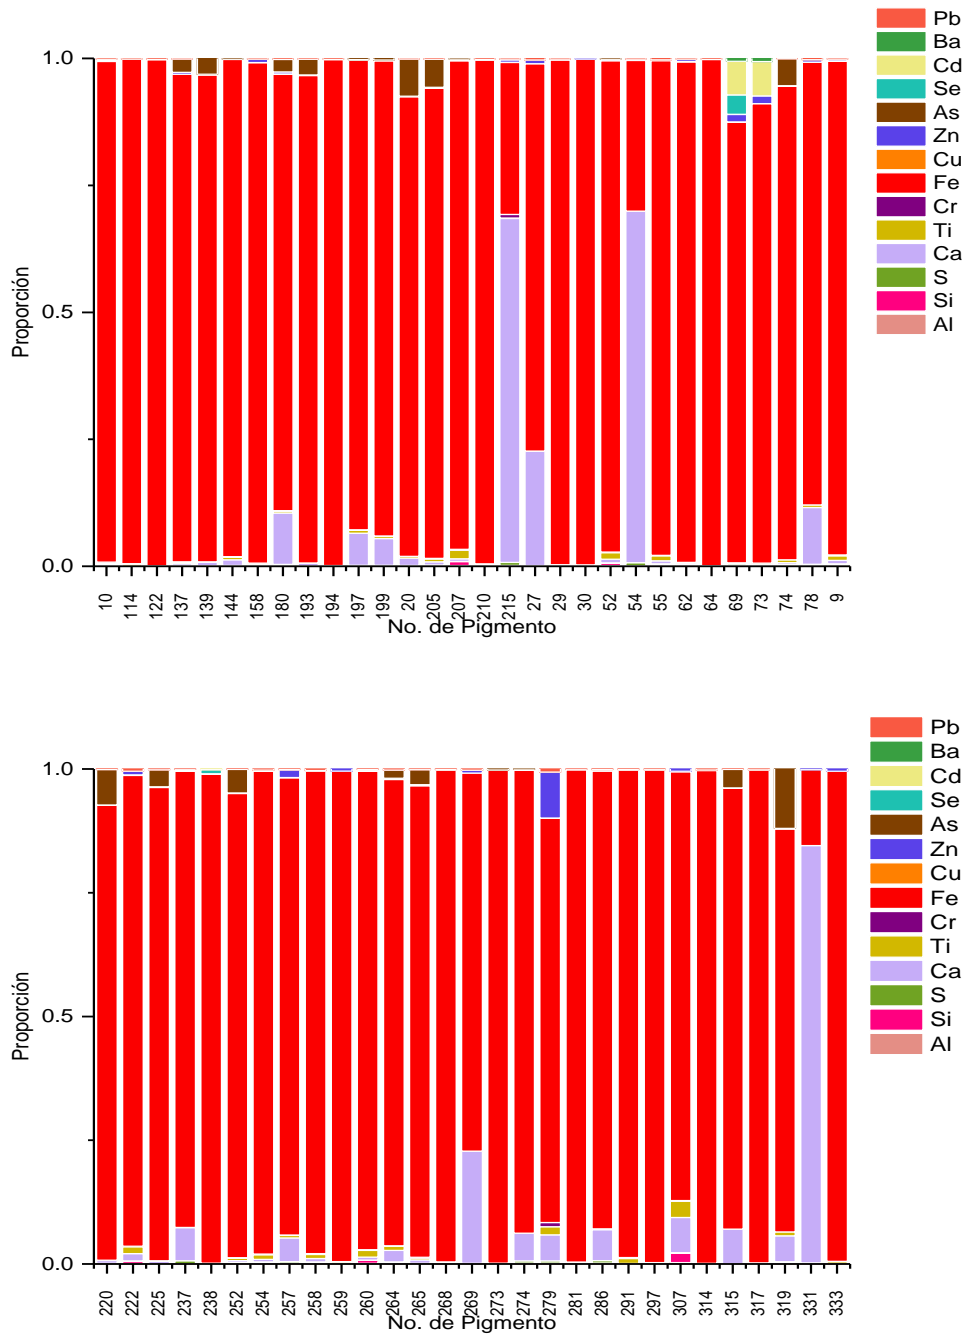 Pb
Ba
Cd
Se
As
Zn
Cu
Fe
Cr
Ti
Ca
S
Si
Al
1.0
0.5
0.0
Proporción
10 114 122 137 139 144 158 180 193 194 197 199 20 205 207 210 215 27 29 30 52 54 55 62 64 69 73 74 78 9
No. de Pigmento
Pb
Ba
Cd
Se
As
Zn
Cu
Fe
Cr
Ti
Ca
S
Si
Al
1.0
0.5
0.0
Proporción
220 222 225 237 238 252 254 257 258 259 260 264 265 268 269 273 274 279 281 286 291 297 307 314 315 317 319 331 333
No. de Pigmento